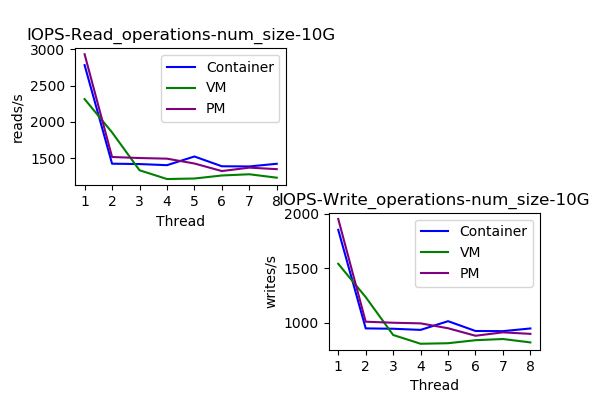 IOPS-Read_operations-num_size-10G
3000
2500
2000
1500
reads/s
Container
VM
PM
1 2 3 4 5 6 7 8
Thread
IOPS-Write_operations-num_size-10G
2000
1500
1000
writes/s
Container
VM
PM
1 2 3 4 5 6 7 8
Thread